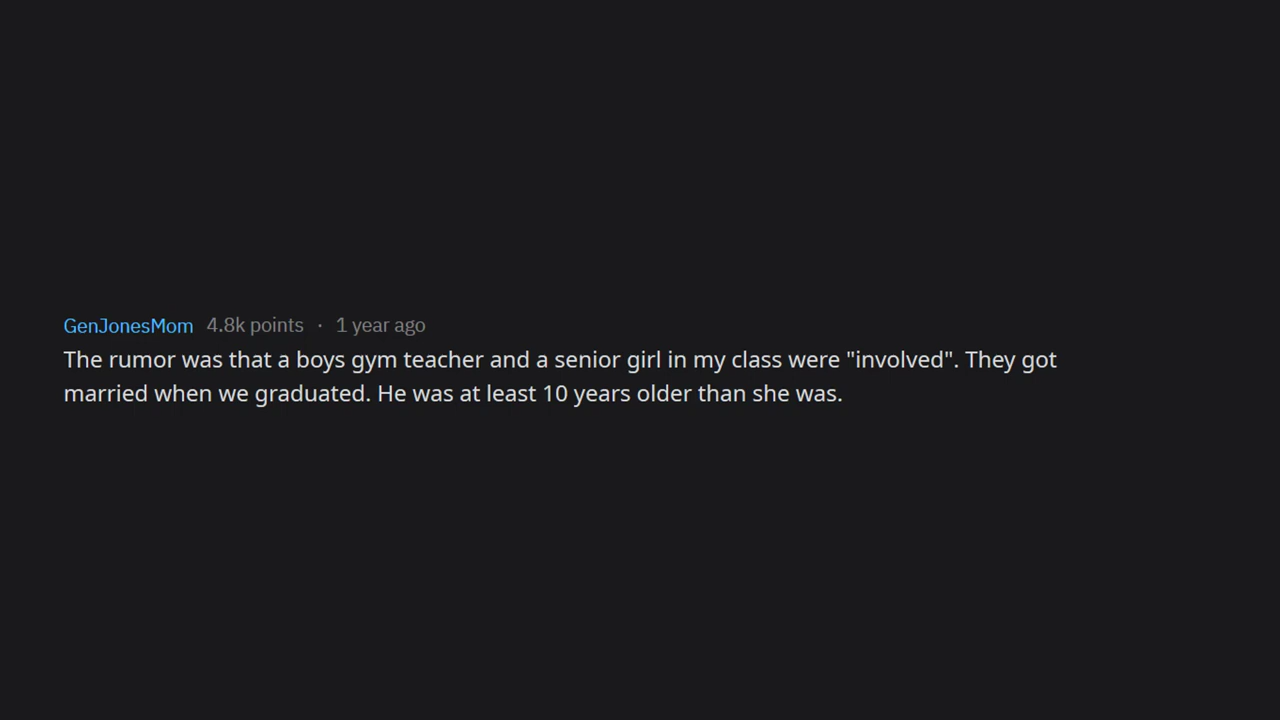 GenJonesMom 4.8k points · 1 year ago
The rumor was that a boys gym teacher and a senior girl in my class were "involved". They got
married when we graduated. He was at least 10 years older than she was.